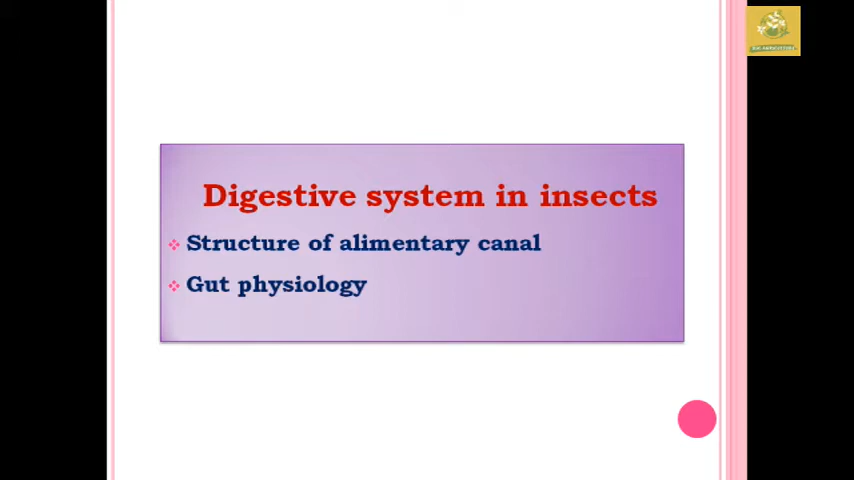 Digestive system in insects
Structure of alimentary canal
Gut physiology